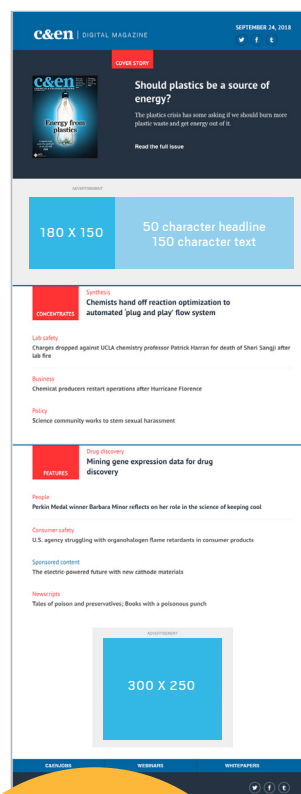 c&en | DIGITAL MAGAZINE
SEPTEMBER 24, 2018
COVER STORY
c&en
Energy from
plastics
Should plastics be a source of
energy?
The plastics crisis has some asking if we should burn more
plastic waste and get energy out of it.
Read the full issue
ADVERTISEMENT
180 X 150
50 character headline
150 character text
CONCENTRATES
Synthesis
Chemists hand off reaction optimization to
automated 'plug and play' flow system
Lab safety
Charges dropped against UCLA chemistry professor Patrick Harran for death of Sheri Sangji after
lab fire
Business
Chemical producers restart operations after Hurricane Florence
Policy
Science community works to stem sexual harassment
FEATURES
Drug discovery
Mining gene expression data for drug
discovery
People
Perkin Medal winner Barbara Minor reflects on her role in the science of keeping cool
Consumer safety
U.S. agency struggling with organohalogen flame retardants in consumer products
Sponsored content
The electric-powered future with new cathode materials
Newscripts
Tales of poison and preservatives; Books with a poisonous punch
ADVERTISEMENT
300 X 250
C&ENJOBS
WEBINARS
WHITEPAPERS